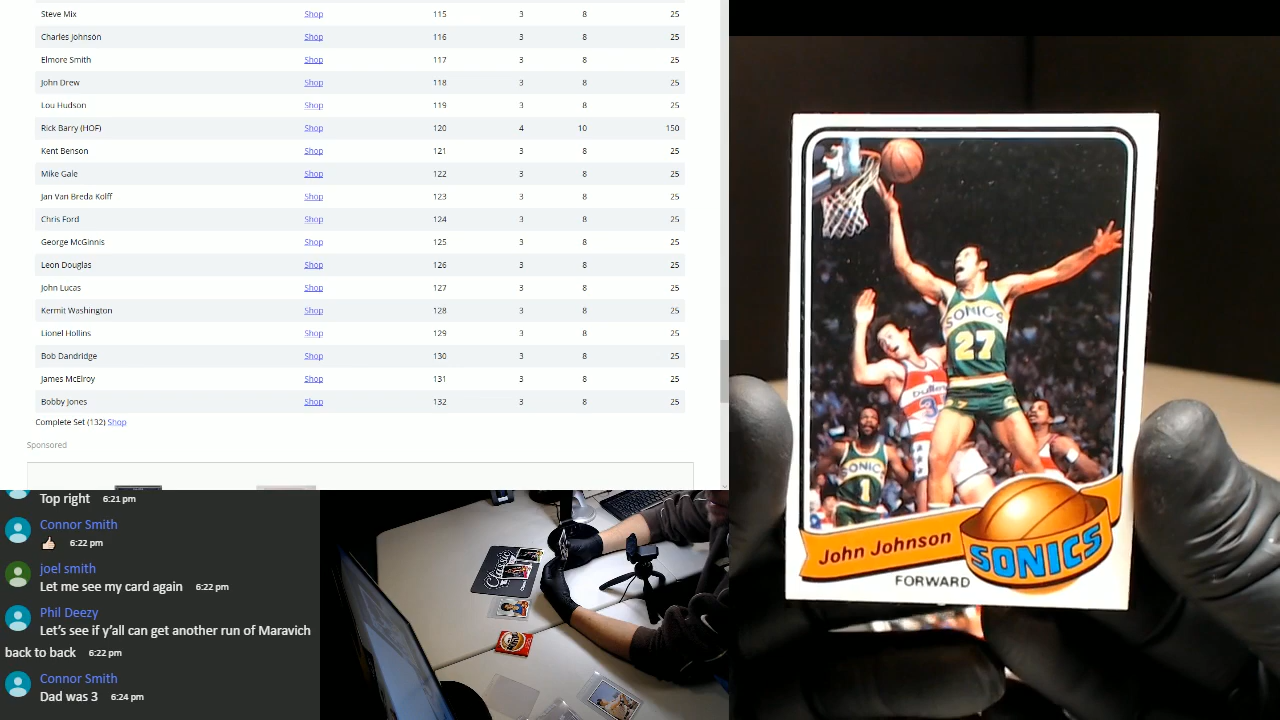 Steve Mix Shop 115 3 8 25
Charles Johnson Shop 116 3 8 25
Elmore Smith Shop 117 3 8 25
John Drew Shop 118 3 8 25
Lou Hudson Shop 119 3 8 25
Rick Barry (HOF) Shop 120 4 10 150
Kent Benson Shop 121 3 8 25
Mike Gale Shop 122 3 8 25
Jan Van Breda Kolff Shop 123 3 8 25
Chris Ford Shop 124 3 8 25
George McGinnis Shop 125 3 8 25
Leon Douglas Shop 126 3 8 25
John Lucas Shop 127 3 8 25
Kermit Washington Shop 128 3 8 25
Lionel Hollins Shop 129 3 8 25
Bob Dandridge Shop 130 3 8 25
James McElroy Shop 131 3 8 25
Bobby Jones Shop 132 3 8 25
Complete Set (132) Shop
Sponsored
Top right 6:21 pm
Connor Smith
👍🏻 6:22 pm
joel smith
Let me see my card again 6:22 pm
Phil Deezy
Let's see if y'all can get another run of Maravich
back to back 6:22 pm
Connor Smith
Dad was 3 6:24 pm
SONICS
27
Bullets
3
SONICS
1
John Johnson
SONICS
FORWARD